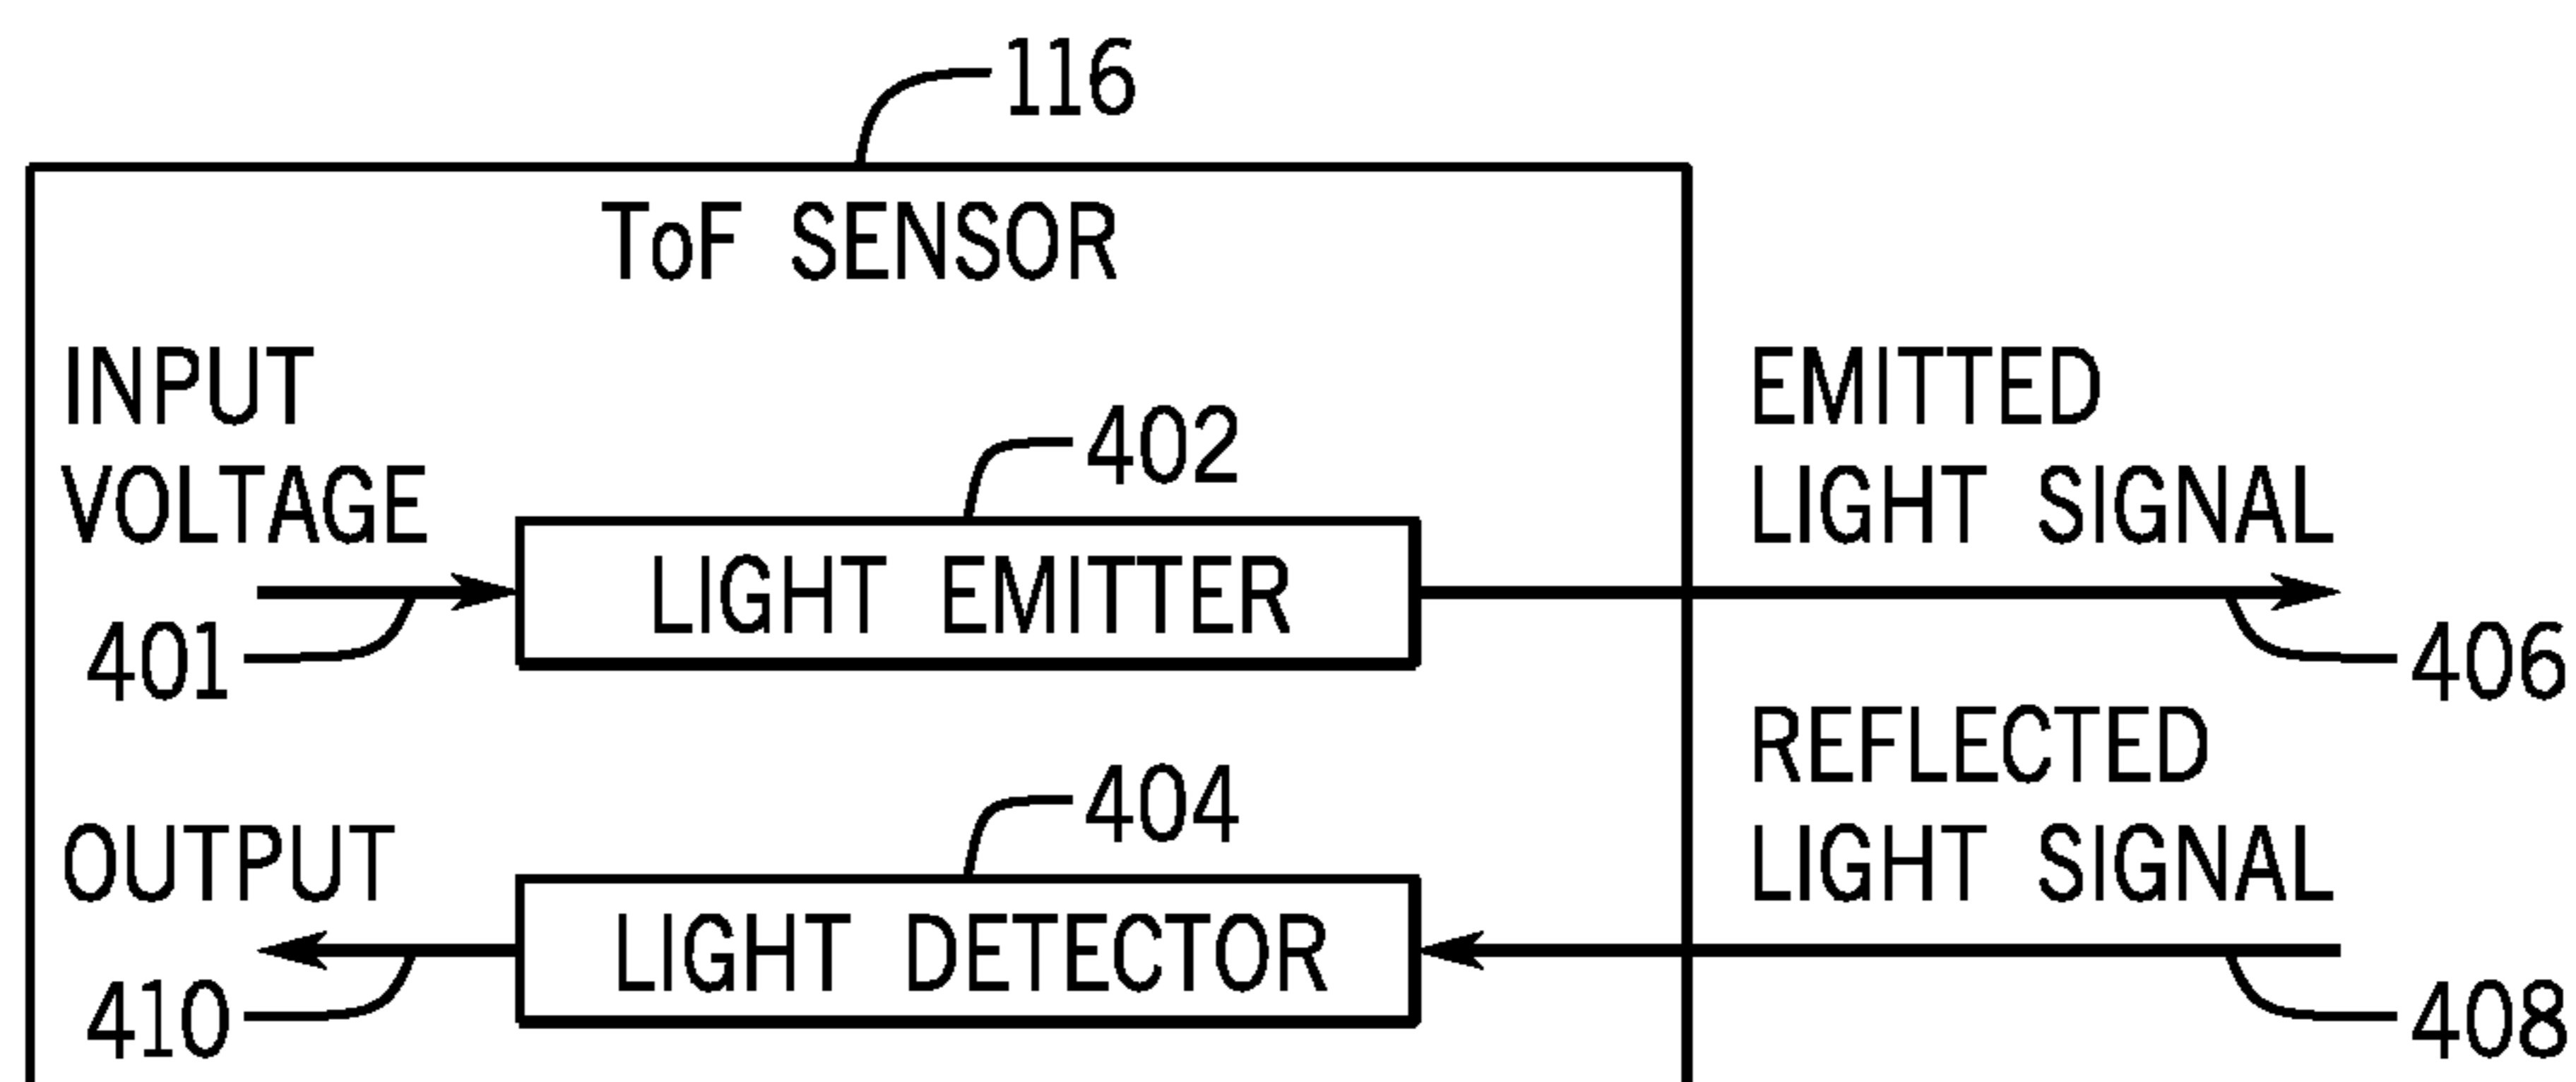 116
ToF SENSOR
INPUT
VOLTAGE
401
402
LIGHT EMITTER
EMITTED
LIGHT SIGNAL
406
REFLECTED
LIGHT SIGNAL
408
404
LIGHT DETECTOR
OUTPUT
410